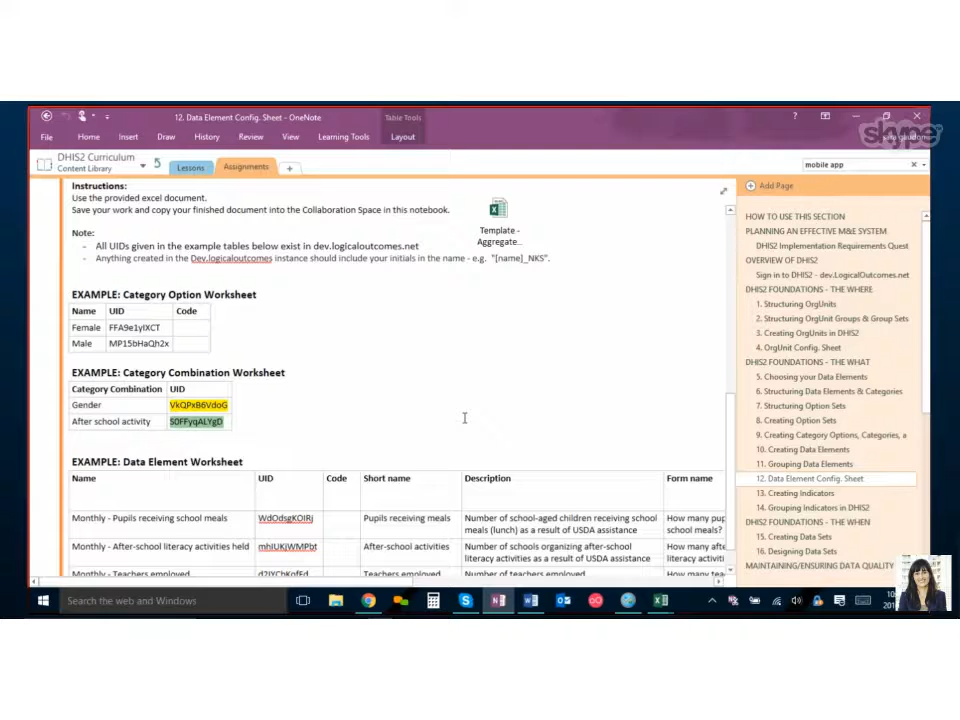 12. Data Element Config. Sheet - OneNote
Table Tools
?
File
Home
Insert
Draw
History
Review
View
Learning Tools
Layout
DHIS2 Curriculum
Content Library
Lessons
Assignments
+
mobile app
Instructions:
Use the provided excel document.
Save your work and copy your finished document into the Collaboration Space in this notebook.
Note:
- All UIDs given in the example tables below exist in dev.logicaloutcomes.net
- Anything created in the Dev.logicaloutcomes instance should include your initials in the name - e.g. "[name]_NKS".
Template -
Aggregate...
EXAMPLE: Category Option Worksheet
Name UID Code
Female FFA9e1yIXCT
Male MP15bHaQh2x
EXAMPLE: Category Combination Worksheet
Category Combination UID
Gender VkQPxB6VdoG
After school activity S0FFyqALYgD
EXAMPLE: Data Element Worksheet
Name UID Code Short name Description Form name
Monthly - Pupils receiving school meals WdOdsgKOIRj Pupils receiving meals Number of school-aged children receiving school How many pup
meals (lunch) as a result of USDA assistance school meals?
Monthly - After-school literacy activities held mhIUKjWMPbt After-school activities Number of schools organizing after-school How many afte
literacy activities as a result of USDA assistance literacy activiti
Monthly - Teachers employed Teachers employed Number of teachers employed How many tea
Add Page
HOW TO USE THIS SECTION
PLANNING AN EFFECTIVE M&E SYSTEM
DHIS2 Implementation Requirements Quest
OVERVIEW OF DHIS2
Sign in to DHIS2 - dev.LogicalOutcomes.net
DHIS2 FOUNDATIONS - THE WHERE
1. Structuring OrgUnits
2. Structuring OrgUnit Groups & Group Sets
3. Creating OrgUnits in DHIS2
4. OrgUnit Config. Sheet
DHIS2 FOUNDATIONS - THE WHAT
5. Choosing your Data Elements
6. Structuring Data Elements & Categories
7. Structuring Option Sets
8. Creating Option Sets
9. Creating Category Options, Categories, a
10. Creating Data Elements
11. Grouping Data Elements
12. Data Element Config. Sheet
13. Creating Indicators
14. Grouping Indicators in DHIS2
DHIS2 FOUNDATIONS - THE WHEN
15. Creating Data Sets
16. Designing Data Sets
MAINTAINING/ENSURING DATA QUALITY
Search the web and Windows
skype